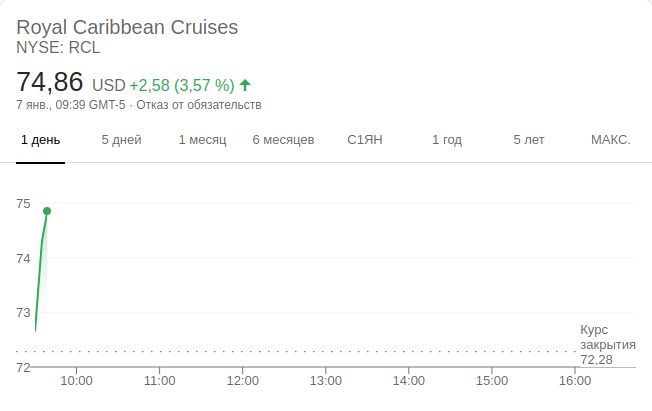 Royal Caribbean Cruises
NYSE: RCL
74,86 USD +2,58 (3,57 %)
7 янв., 09:39 GMT-5 · Отказ от обязательств
1 день 5 дней 1 месяц 6 месяцев С1ЯН 1 год 5 лет МАКС.
75
74
73
Курс
закрытия
72,28
72
10:00 11:00 12:00 13:00 14:00 15:00 16:00